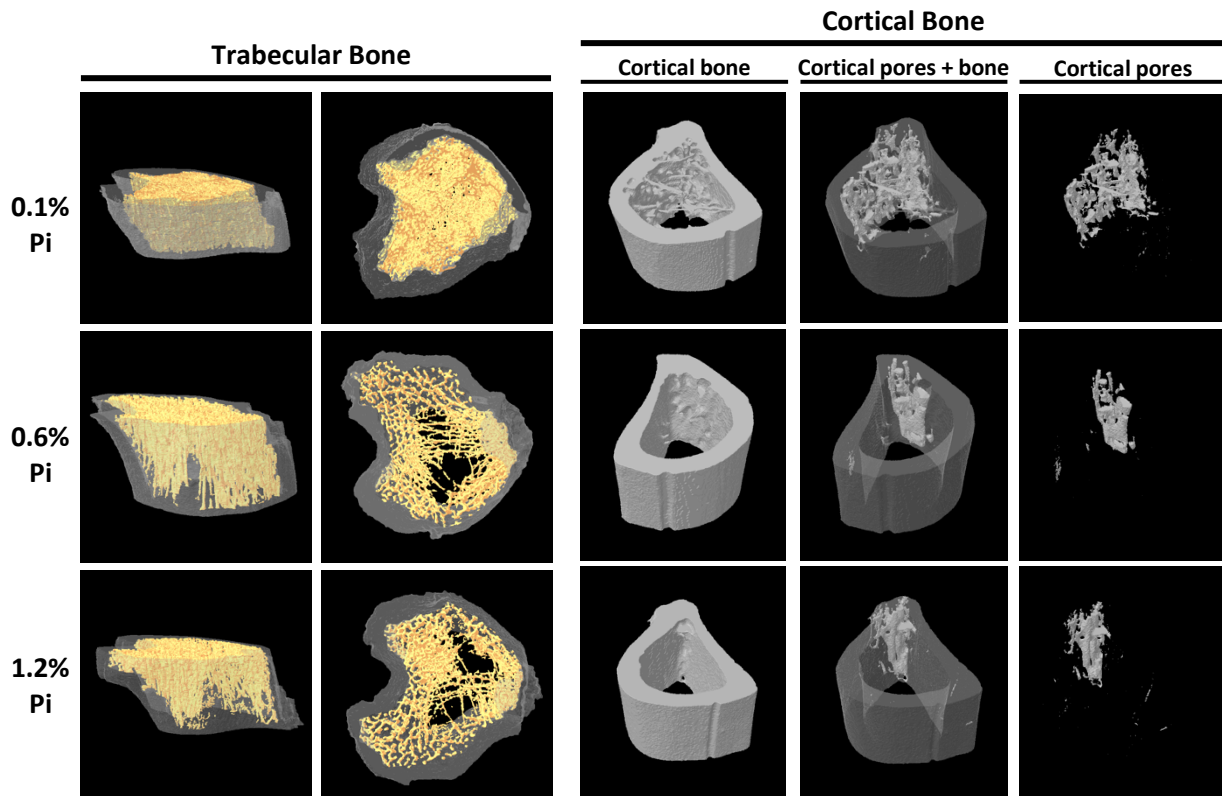 Cortical Bone
Trabecular Bone
Cortical bone
Cortical pores + bone
Cortical pores
0.1%
Pi
0.6%
Pi
1.2%
Pi